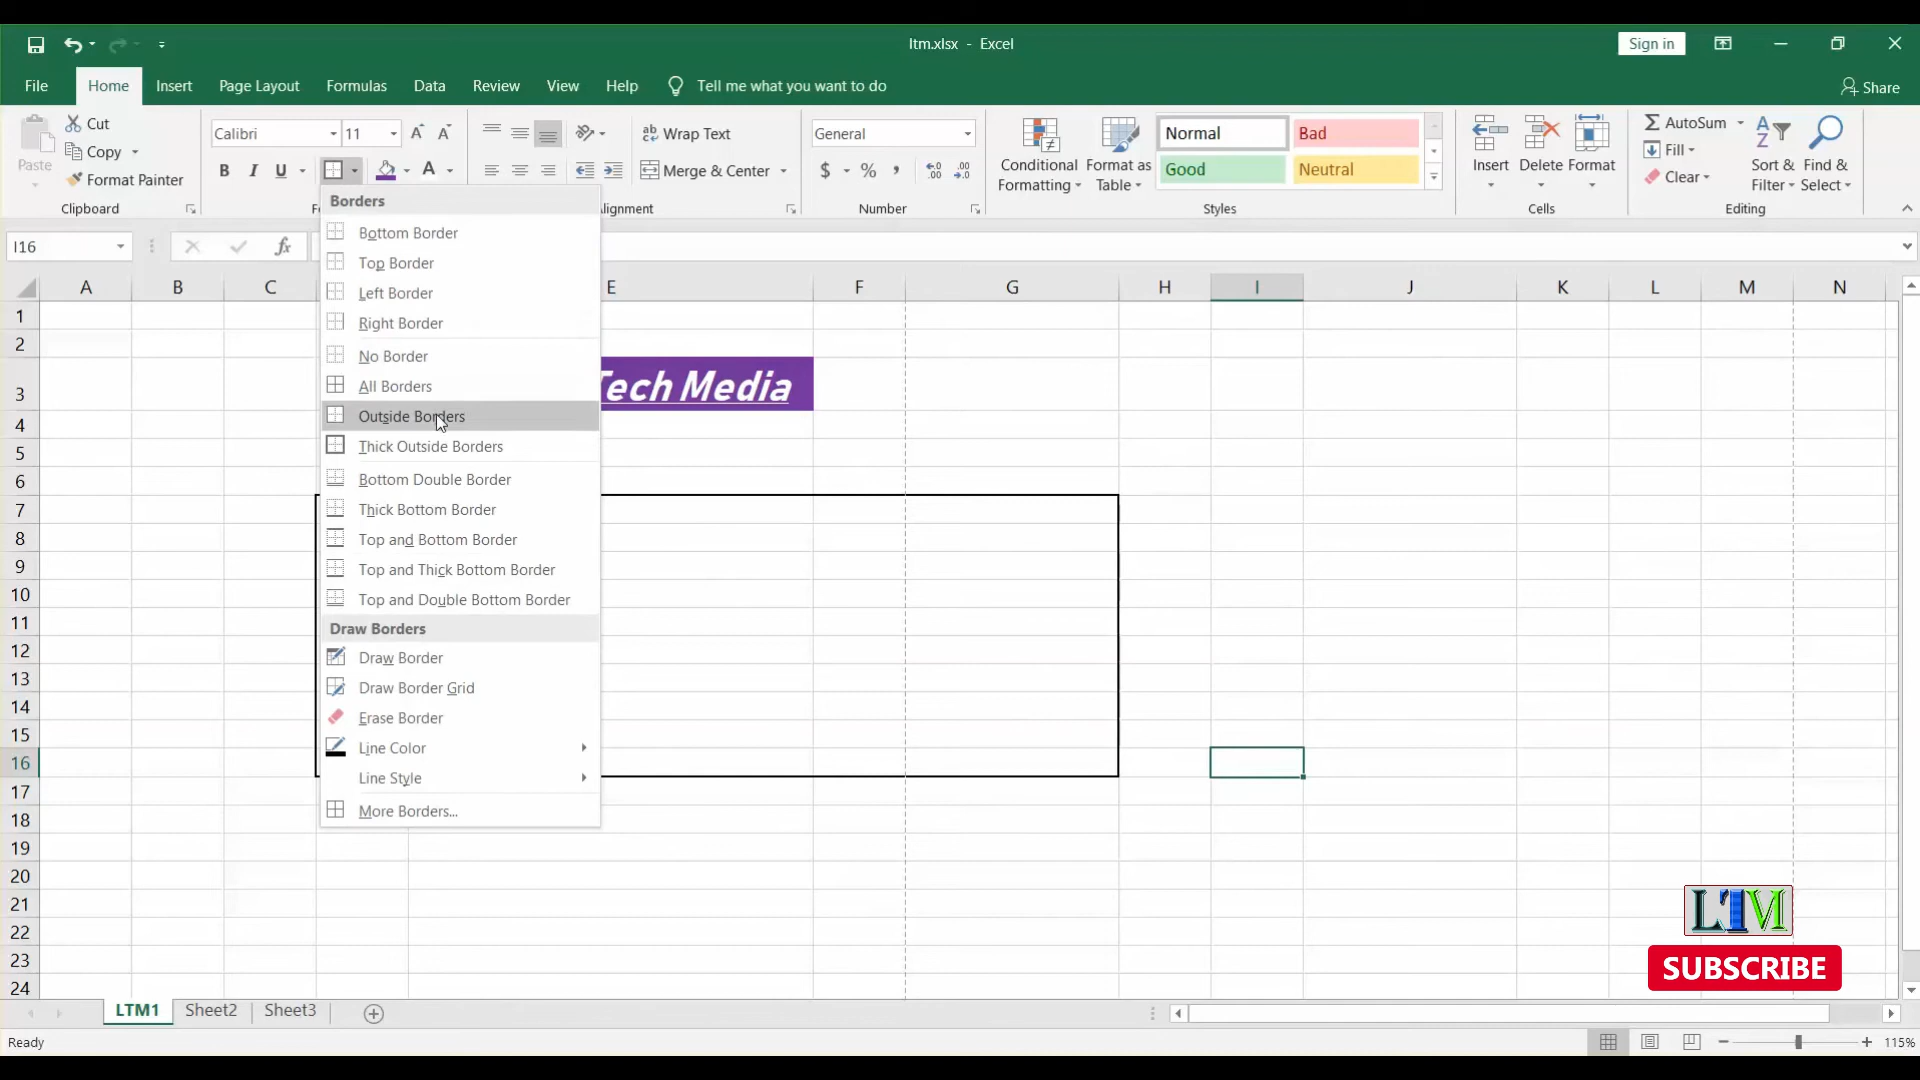 ltm.xlsx - Excel
Sign in
File Home Insert Page Layout Formulas Data Review View Help Tell me what you want to do
Share
Paste
Cut
Copy
Format Painter
Clipboard
Calibri 11
B I U A
Wrap Text
Merge & Center
lignment
General
$ % ,
Number
Conditional Formatting
Format as Table
Normal Bad
Good Neutral
Styles
Insert Delete Format
Cells
AutoSum
Fill
Clear
Sort & Filter
Find & Select
Editing
I16
fx
A B C E F G H I J K L M N
1
2
3
4
5
6
7
8
9
10
11
12
13
14
15
16
17
18
19
20
21
22
23
24
Tech Media
Borders
Bottom Border
Top Border
Left Border
Right Border
No Border
All Borders
Outside Borders
Thick Outside Borders
Bottom Double Border
Thick Bottom Border
Top and Bottom Border
Top and Thick Bottom Border
Top and Double Bottom Border
Draw Borders
Draw Border
Draw Border Grid
Erase Border
Line Color
Line Style
More Borders...
LTM
SUBSCRIBE
LTM1 Sheet2 Sheet3
Ready
115%